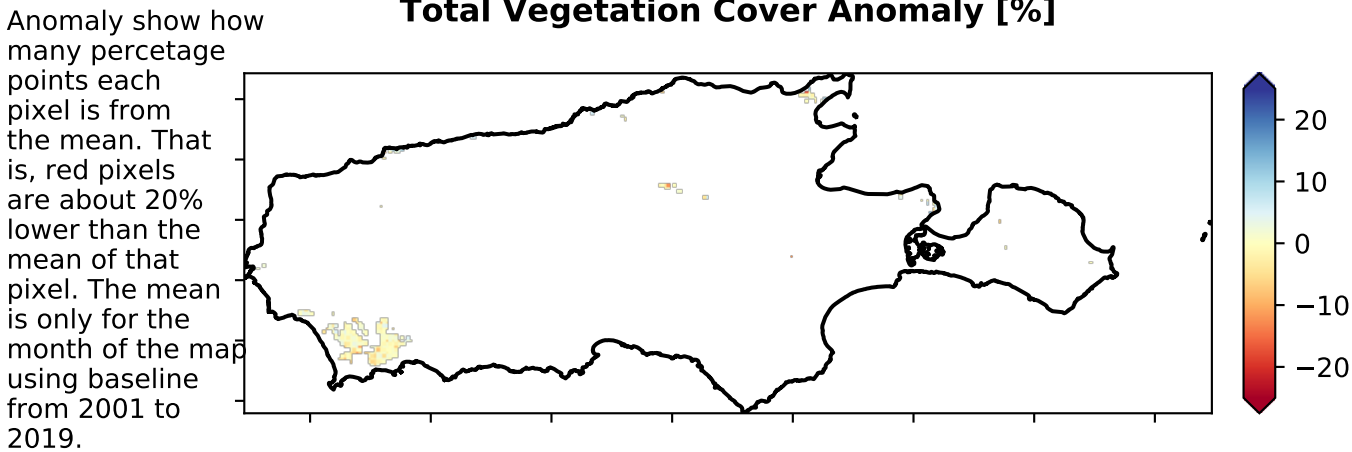 Total Vegetation Cover Anomaly [%]
Anomaly show how
many percetage
points each
pixel is from
the mean. That
is, red pixels
are about 20%
lower than the
mean of that
pixel. The mean
is only for the
month of the map
using baseline
from 2001 to
2019.
20
10
0
−10
−20